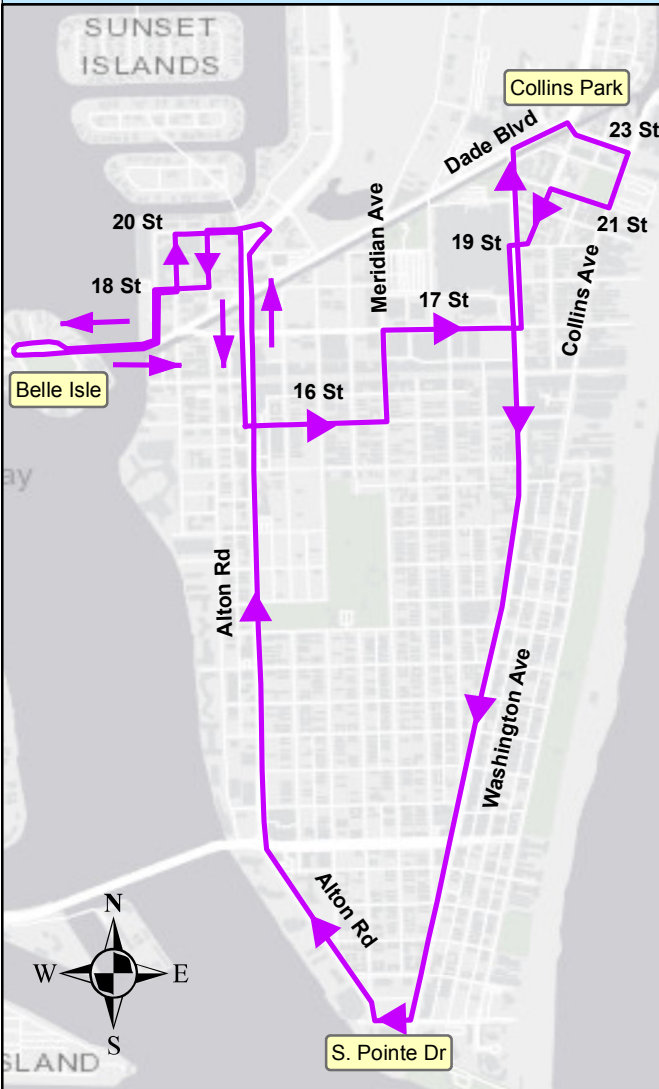 SUNSET
ISLANDS
Collins Park
Dade Blvd
23 St
20 St
21 St
19 St
Meridian Ave
18 St
17 St
Collins Ave
Belle Isle
16 St
ay
Alton Rd
Washington Ave
Alton Rd
N
W
E
S
S. Pointe Dr
SLAND